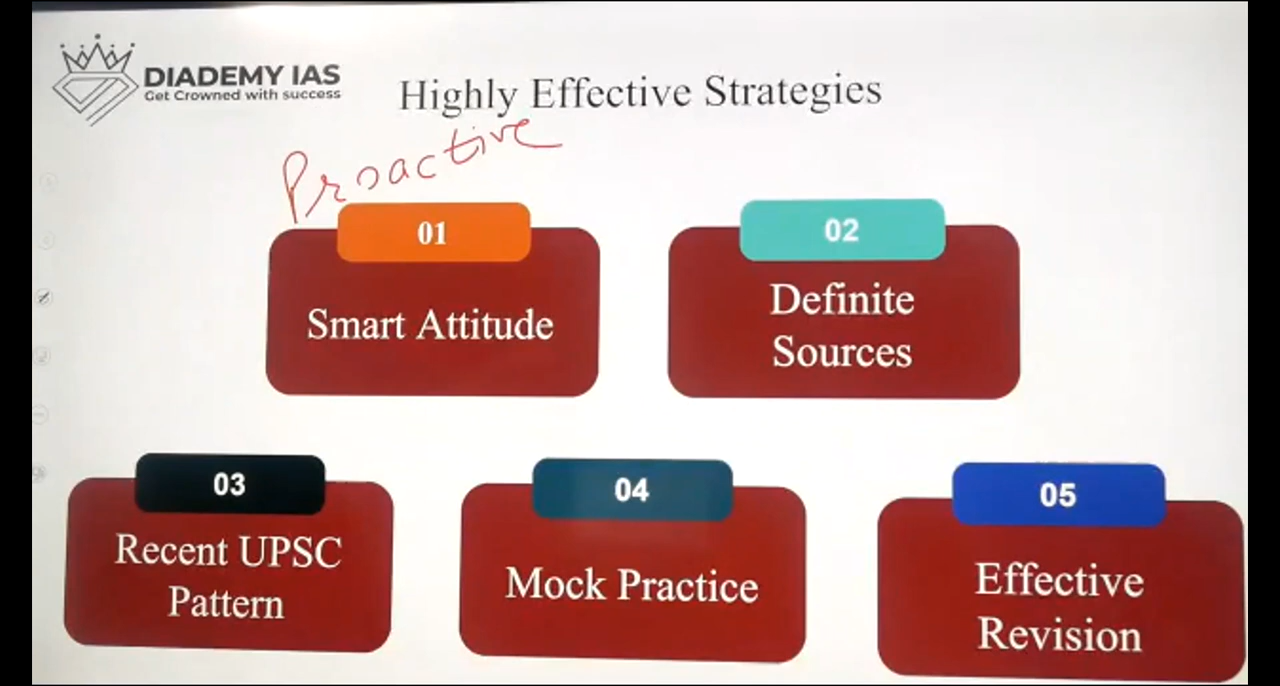 DIADEMY IAS
Get Crowned with success
Highly Effective Strategies
Proactive
01
Smart Attitude
02
Definite
Sources
03
Recent UPSC
Pattern
04
Mock Practice
05
Effective
Revision